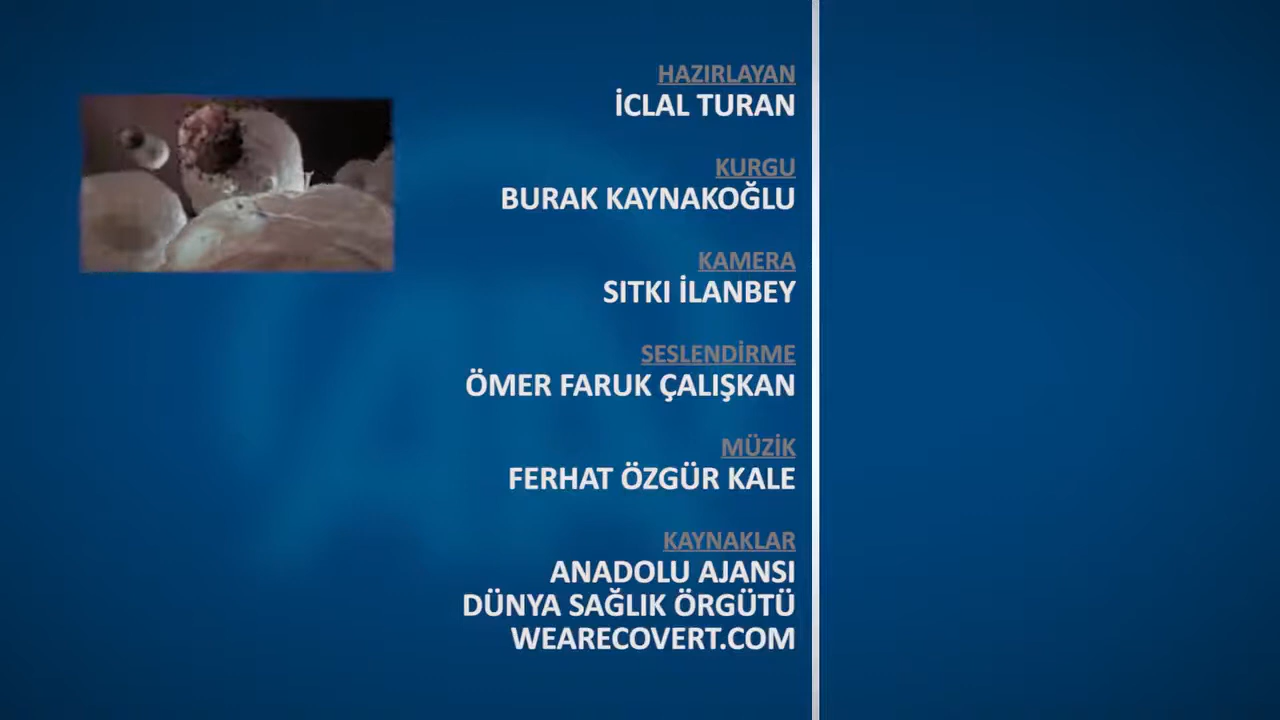 HAZIRLAYAN
İCLAL TURAN
KURGU
BURAK KAYNAKOĞLU
KAMERA
SITKI İLANBEY
SESLENDİRME
ÖMER FARUK ÇALIŞKAN
MÜZİK
FERHAT ÖZGÜR KALE
KAYNAKLAR
ANADOLU AJANSI
DÜNYA SAĞLIK ÖRGÜTÜ
WEARECOVERT.COM